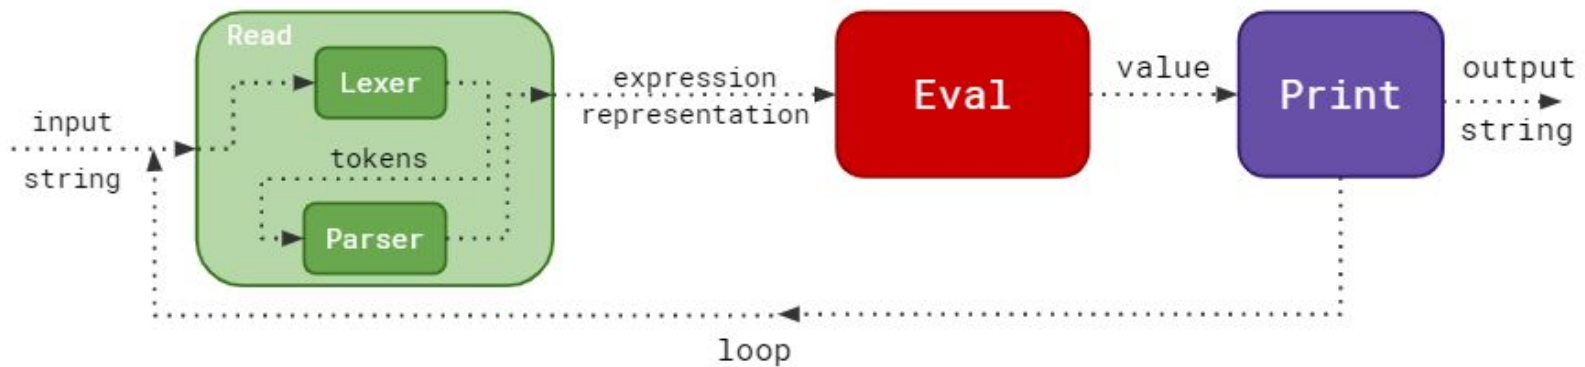 Read
Lexer
input
string
tokens
Parser
expression
representation
Eval
value
Print
output
string
loop